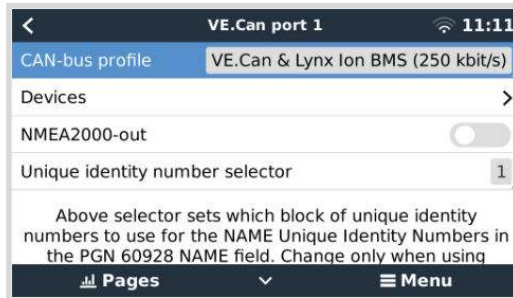 VE.Can port 1 11:11
CAN-bus profile VE.Can & Lynx Ion BMS (250 kbit/s)
Devices
NMEA2000-out
Unique identity number selector 1
Above selector sets which block of unique identity
numbers to use for the NAME Unique Identity Numbers in
the PGN 60928 NAME field. Change only when using
Pages Menu